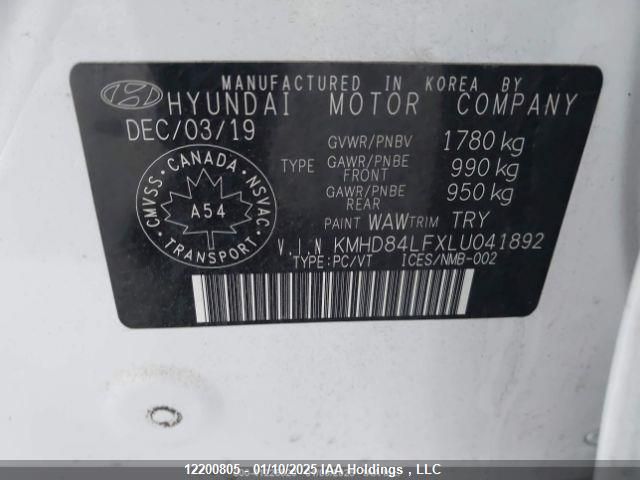 MANUFACTURED IN KOREA BY
HYUNDAI MOTOR COMPANY
DEC/03/19
GVWR/PNBV 1780 kg
TYPE GAWR/PNBE FRONT 990 kg
GAWR/PNBE REAR 950 kg
PAINT WAW TRIM TRY
CANADA
CMVSS NSVAC
A54
TRANSPORT
V.I.N KMHD84LFXLU041892
TYPE:PC/VT ICES/NMB-002
12200805 - 01/10/2025 IAA Holdings , LLC